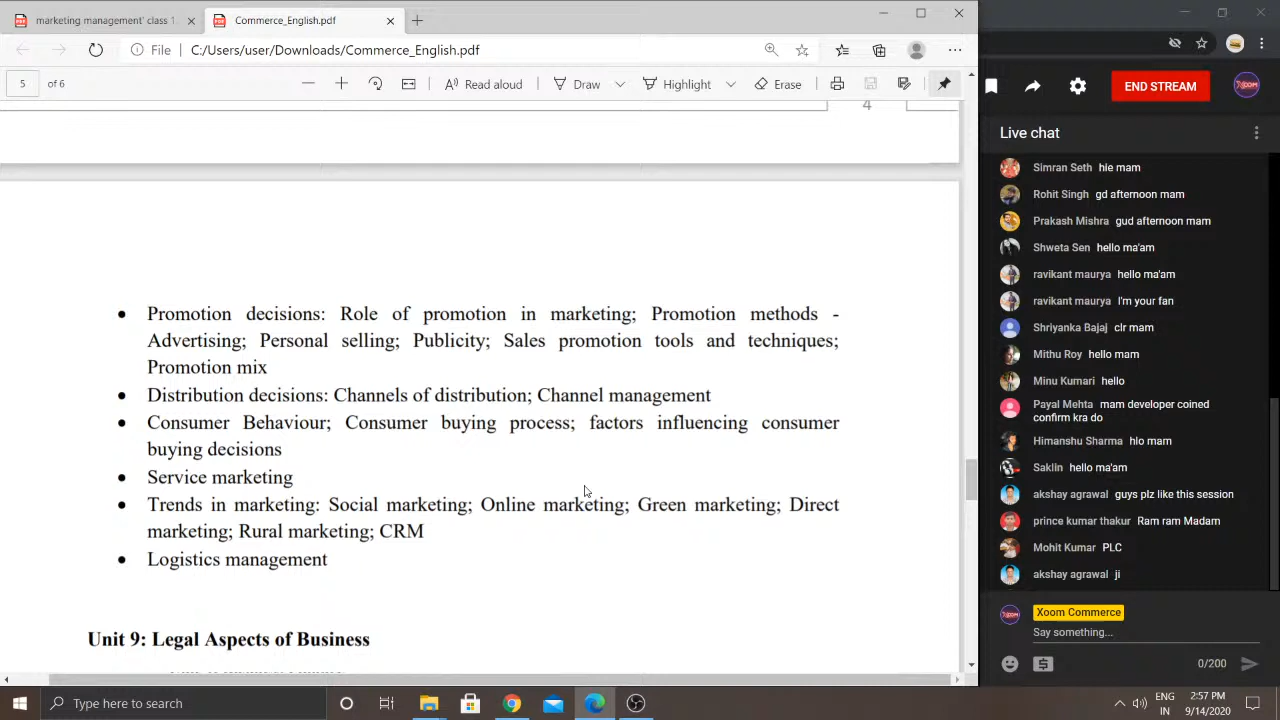 marketing management' class 1
Commerce_English.pdf
File
C:/Users/user/Downloads/Commerce_English.pdf
5 of 6
Read aloud
Draw
Highlight
Erase
4
• Promotion decisions: Role of promotion in marketing; Promotion methods -
Advertising; Personal selling; Publicity; Sales promotion tools and techniques;
Promotion mix
• Distribution decisions: Channels of distribution; Channel management
• Consumer Behaviour; Consumer buying process; factors influencing consumer
buying decisions
• Service marketing
• Trends in marketing: Social marketing; Online marketing; Green marketing; Direct
marketing; Rural marketing; CRM
• Logistics management
Unit 9: Legal Aspects of Business
END STREAM
Live chat
Simran Seth hie mam
Rohit Singh gd afternoon mam
Prakash Mishra gud afternoon mam
Shweta Sen hello ma'am
ravikant maurya hello ma'am
ravikant maurya I'm your fan
Shriyanka Bajaj clr mam
Mithu Roy hello mam
Minu Kumari hello
Payal Mehta mam developer coined
confirm kra do
Himanshu Sharma hlo mam
Saklin hello ma'am
akshay agrawal guys plz like this session
prince kumar thakur Ram ram Madam
Mohit Kumar PLC
akshay agrawal ji
Xoom Commerce
Say something...
0/200
Type here to search
ENG
IN
2:57 PM
9/14/2020